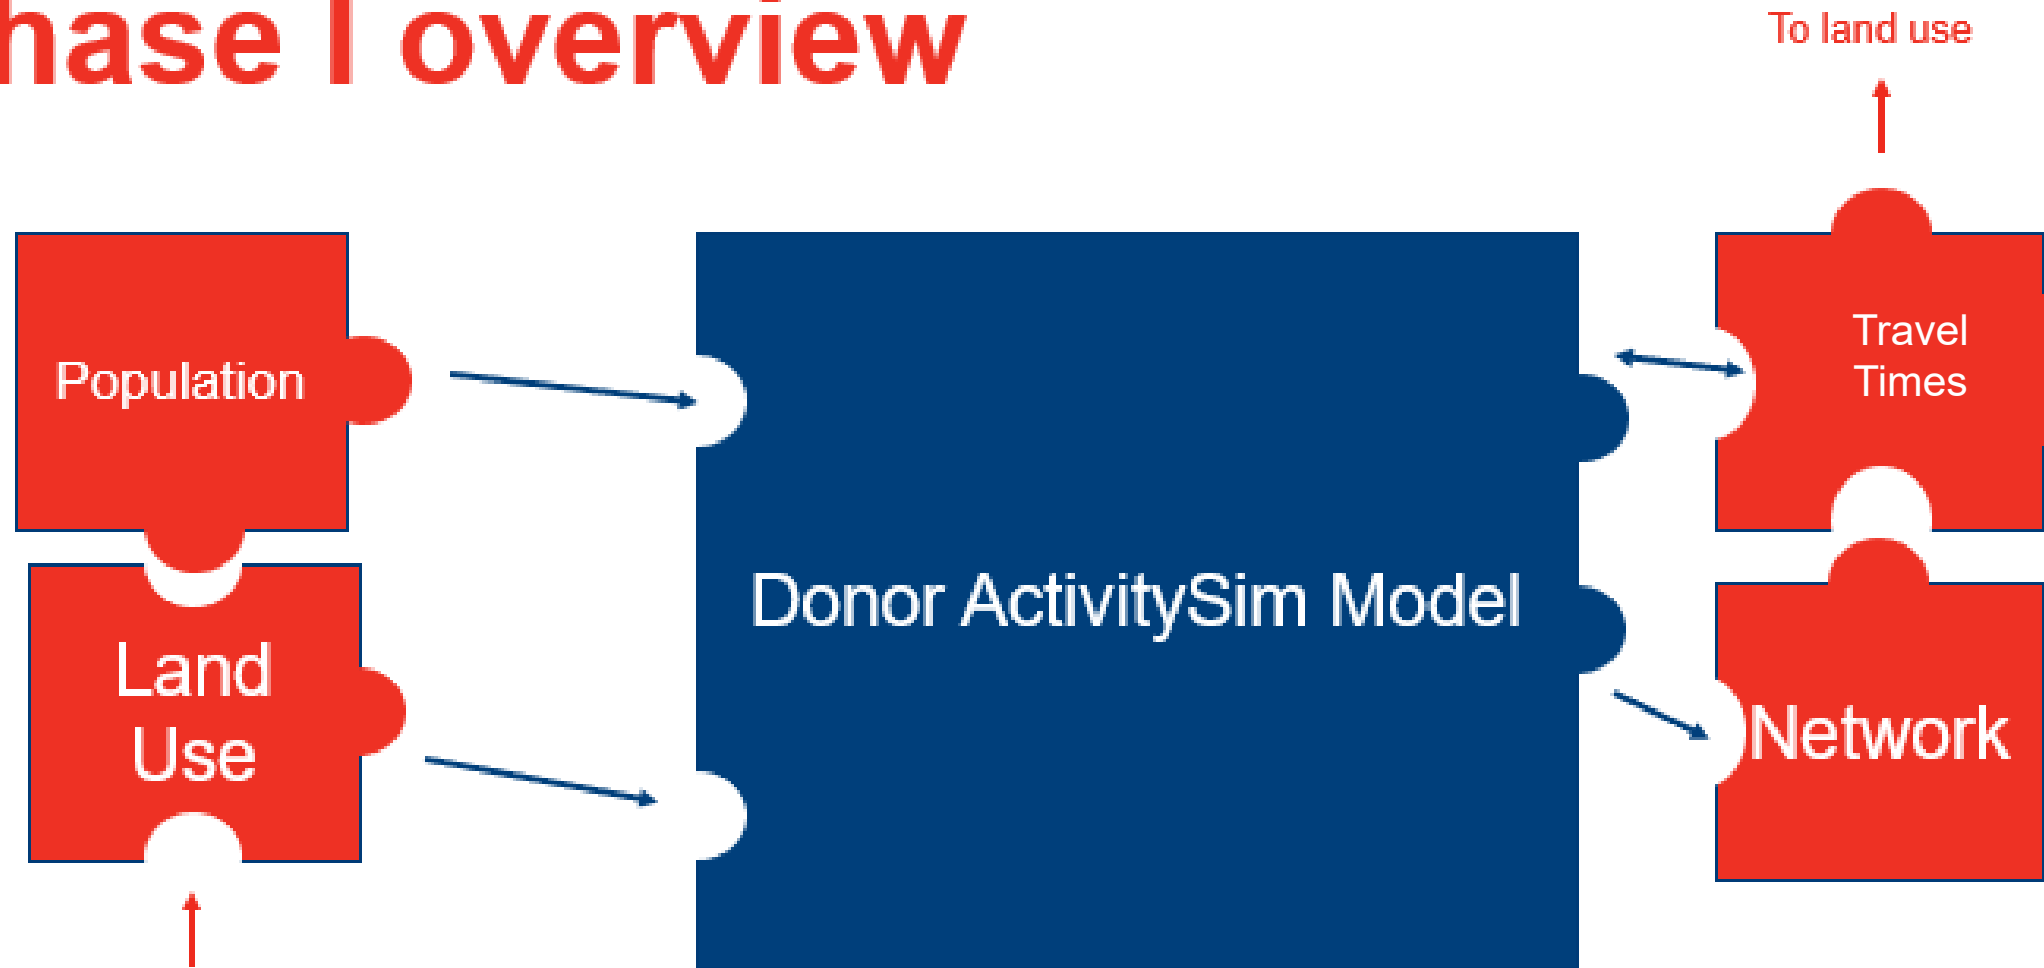 hase I overview
To land use
Population
Travel
Times
Donor ActivitySim Model
Land
Use
Network